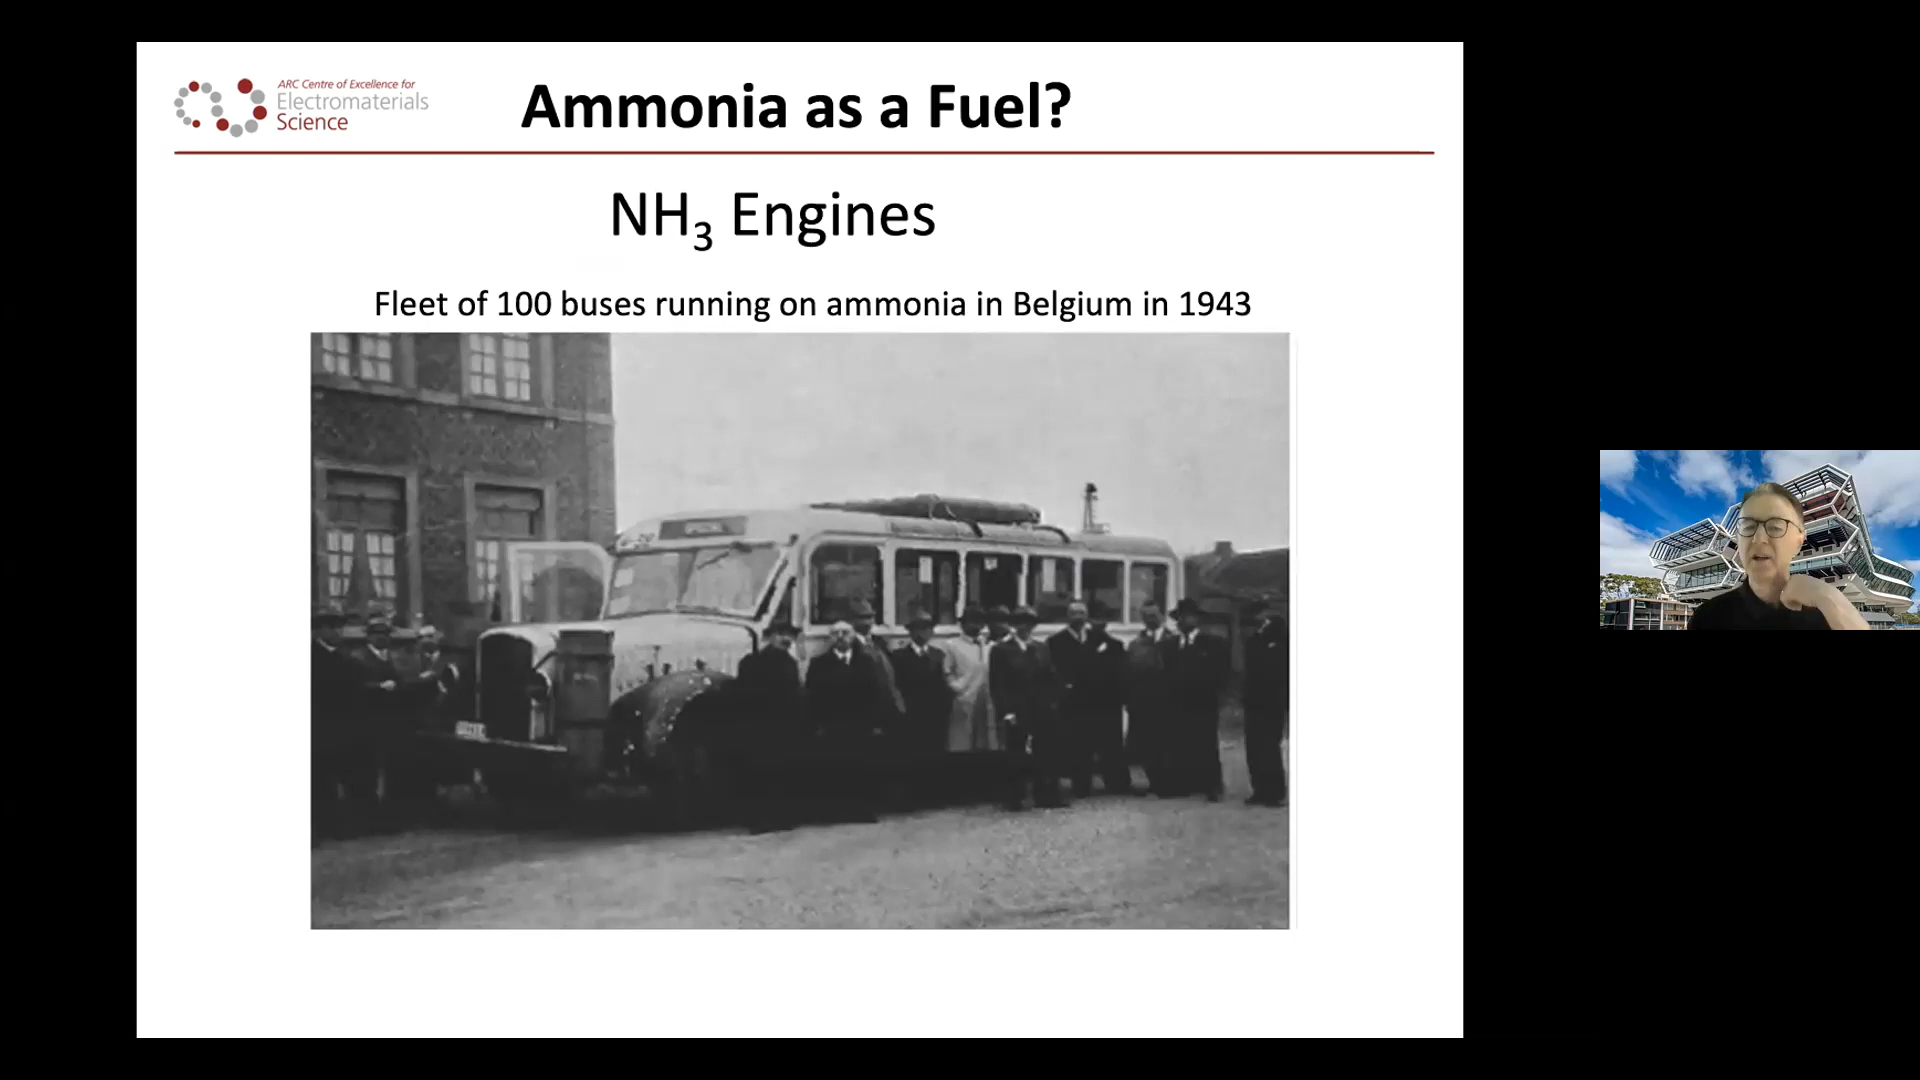 ARC Centre of Excellence for
Electromaterials
Science
Ammonia as a Fuel?
NH₃ Engines
Fleet of 100 buses running on ammonia in Belgium in 1943